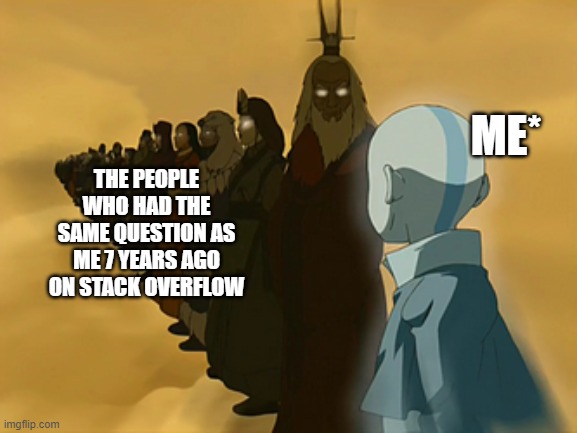 ME*
THE PEOPLE
WHO HAD THE
SAME QUESTION AS
ME 7 YEARS AGO
ON STACK OVERFLOW
imgflip.com